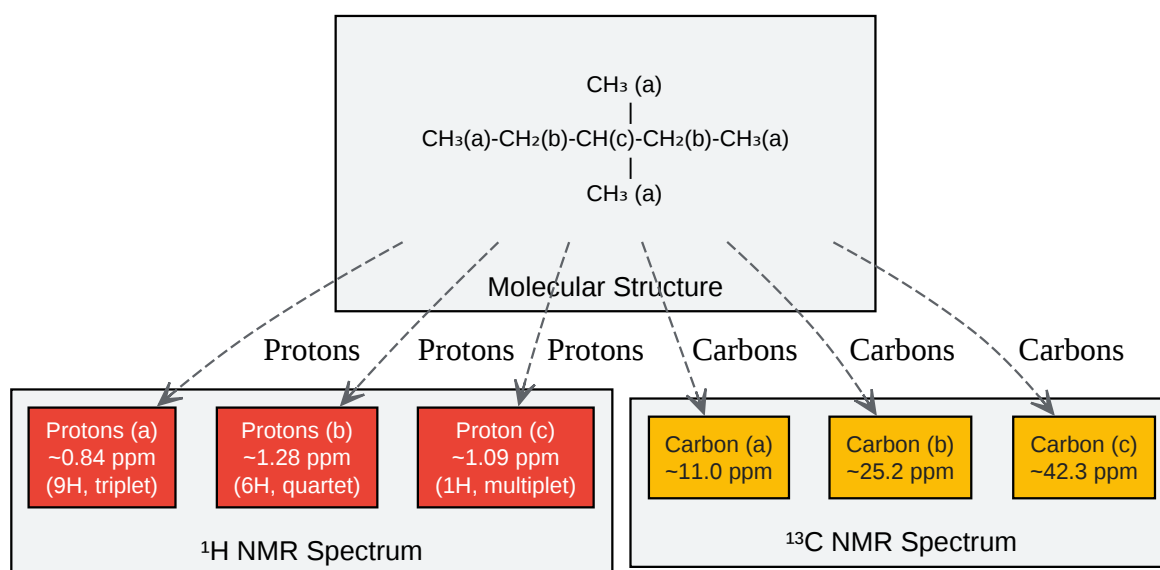 CH₃ (a)
|
CH₃(a)-CH₂(b)-CH(c)-CH₂(b)-CH₃(a)
|
CH₃ (a)
Molecular Structure
Protons
Protons
Protons
Carbons
Carbons
Carbons
Protons (a)
~0.84 ppm
(9H, triplet)
Protons (b)
~1.28 ppm
(6H, quartet)
Proton (c)
~1.09 ppm
(1H, multiplet)
¹H NMR Spectrum
Carbon (a)
~11.0 ppm
Carbon (b)
~25.2 ppm
Carbon (c)
~42.3 ppm
¹³C NMR Spectrum